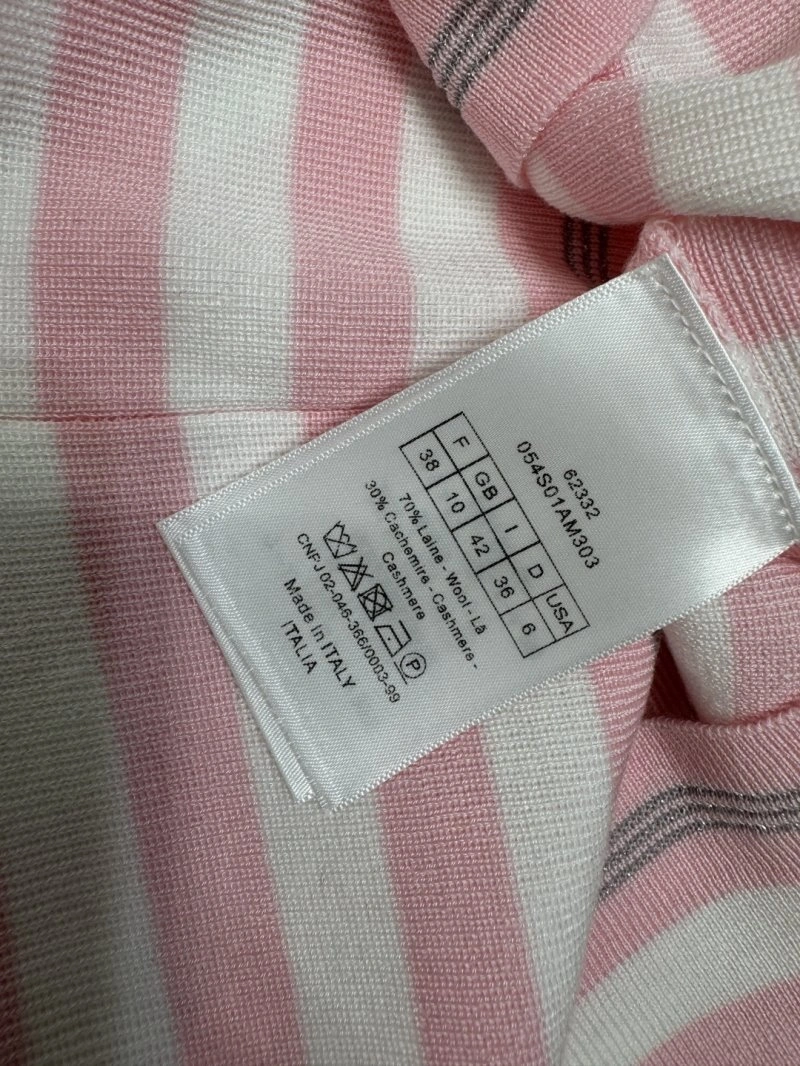 62332
054S01AM303
F GB I D USA
38 10 42 36 6
70% Laine - Wool - Lã
30% Cachemire - Cashmere -
Cashmere
P
CNPJ 02-046-366/0003-99
Made in ITALY
ITALIA